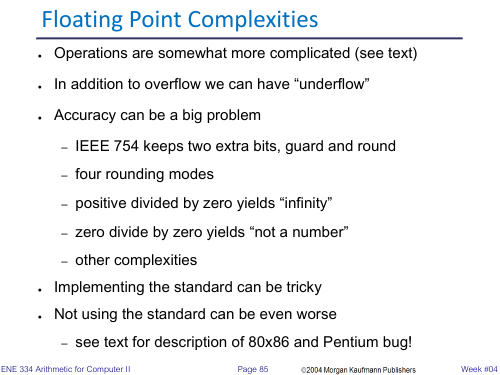 Floating Point Complexities
• Operations are somewhat more complicated (see text)
• In addition to overflow we can have “underflow”
• Accuracy can be a big problem
– IEEE 754 keeps two extra bits, guard and round
– four rounding modes
– positive divided by zero yields “infinity”
– zero divide by zero yields “not a number”
– other complexities
• Implementing the standard can be tricky
• Not using the standard can be even worse
– see text for description of 80x86 and Pentium bug!
ENE 334 Arithmetic for Computer II Page 85 ©2004 Morgan Kaufmann Publishers Week #04